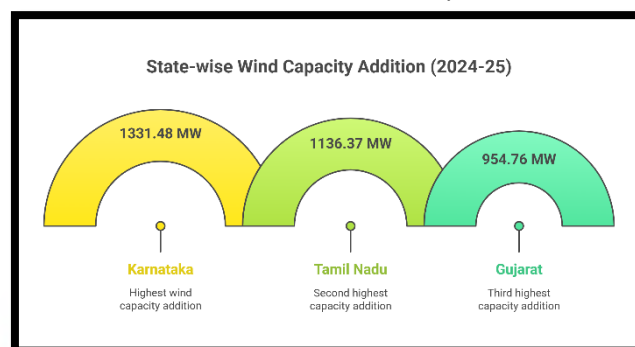 State-wise Wind Capacity Addition (2024-25)
1331.48 MW
1136.37 MW
954.76 MW
Karnataka
Highest wind
capacity addition
Tamil Nadu
Second highest
capacity addition
Gujarat
Third highest
capacity addition